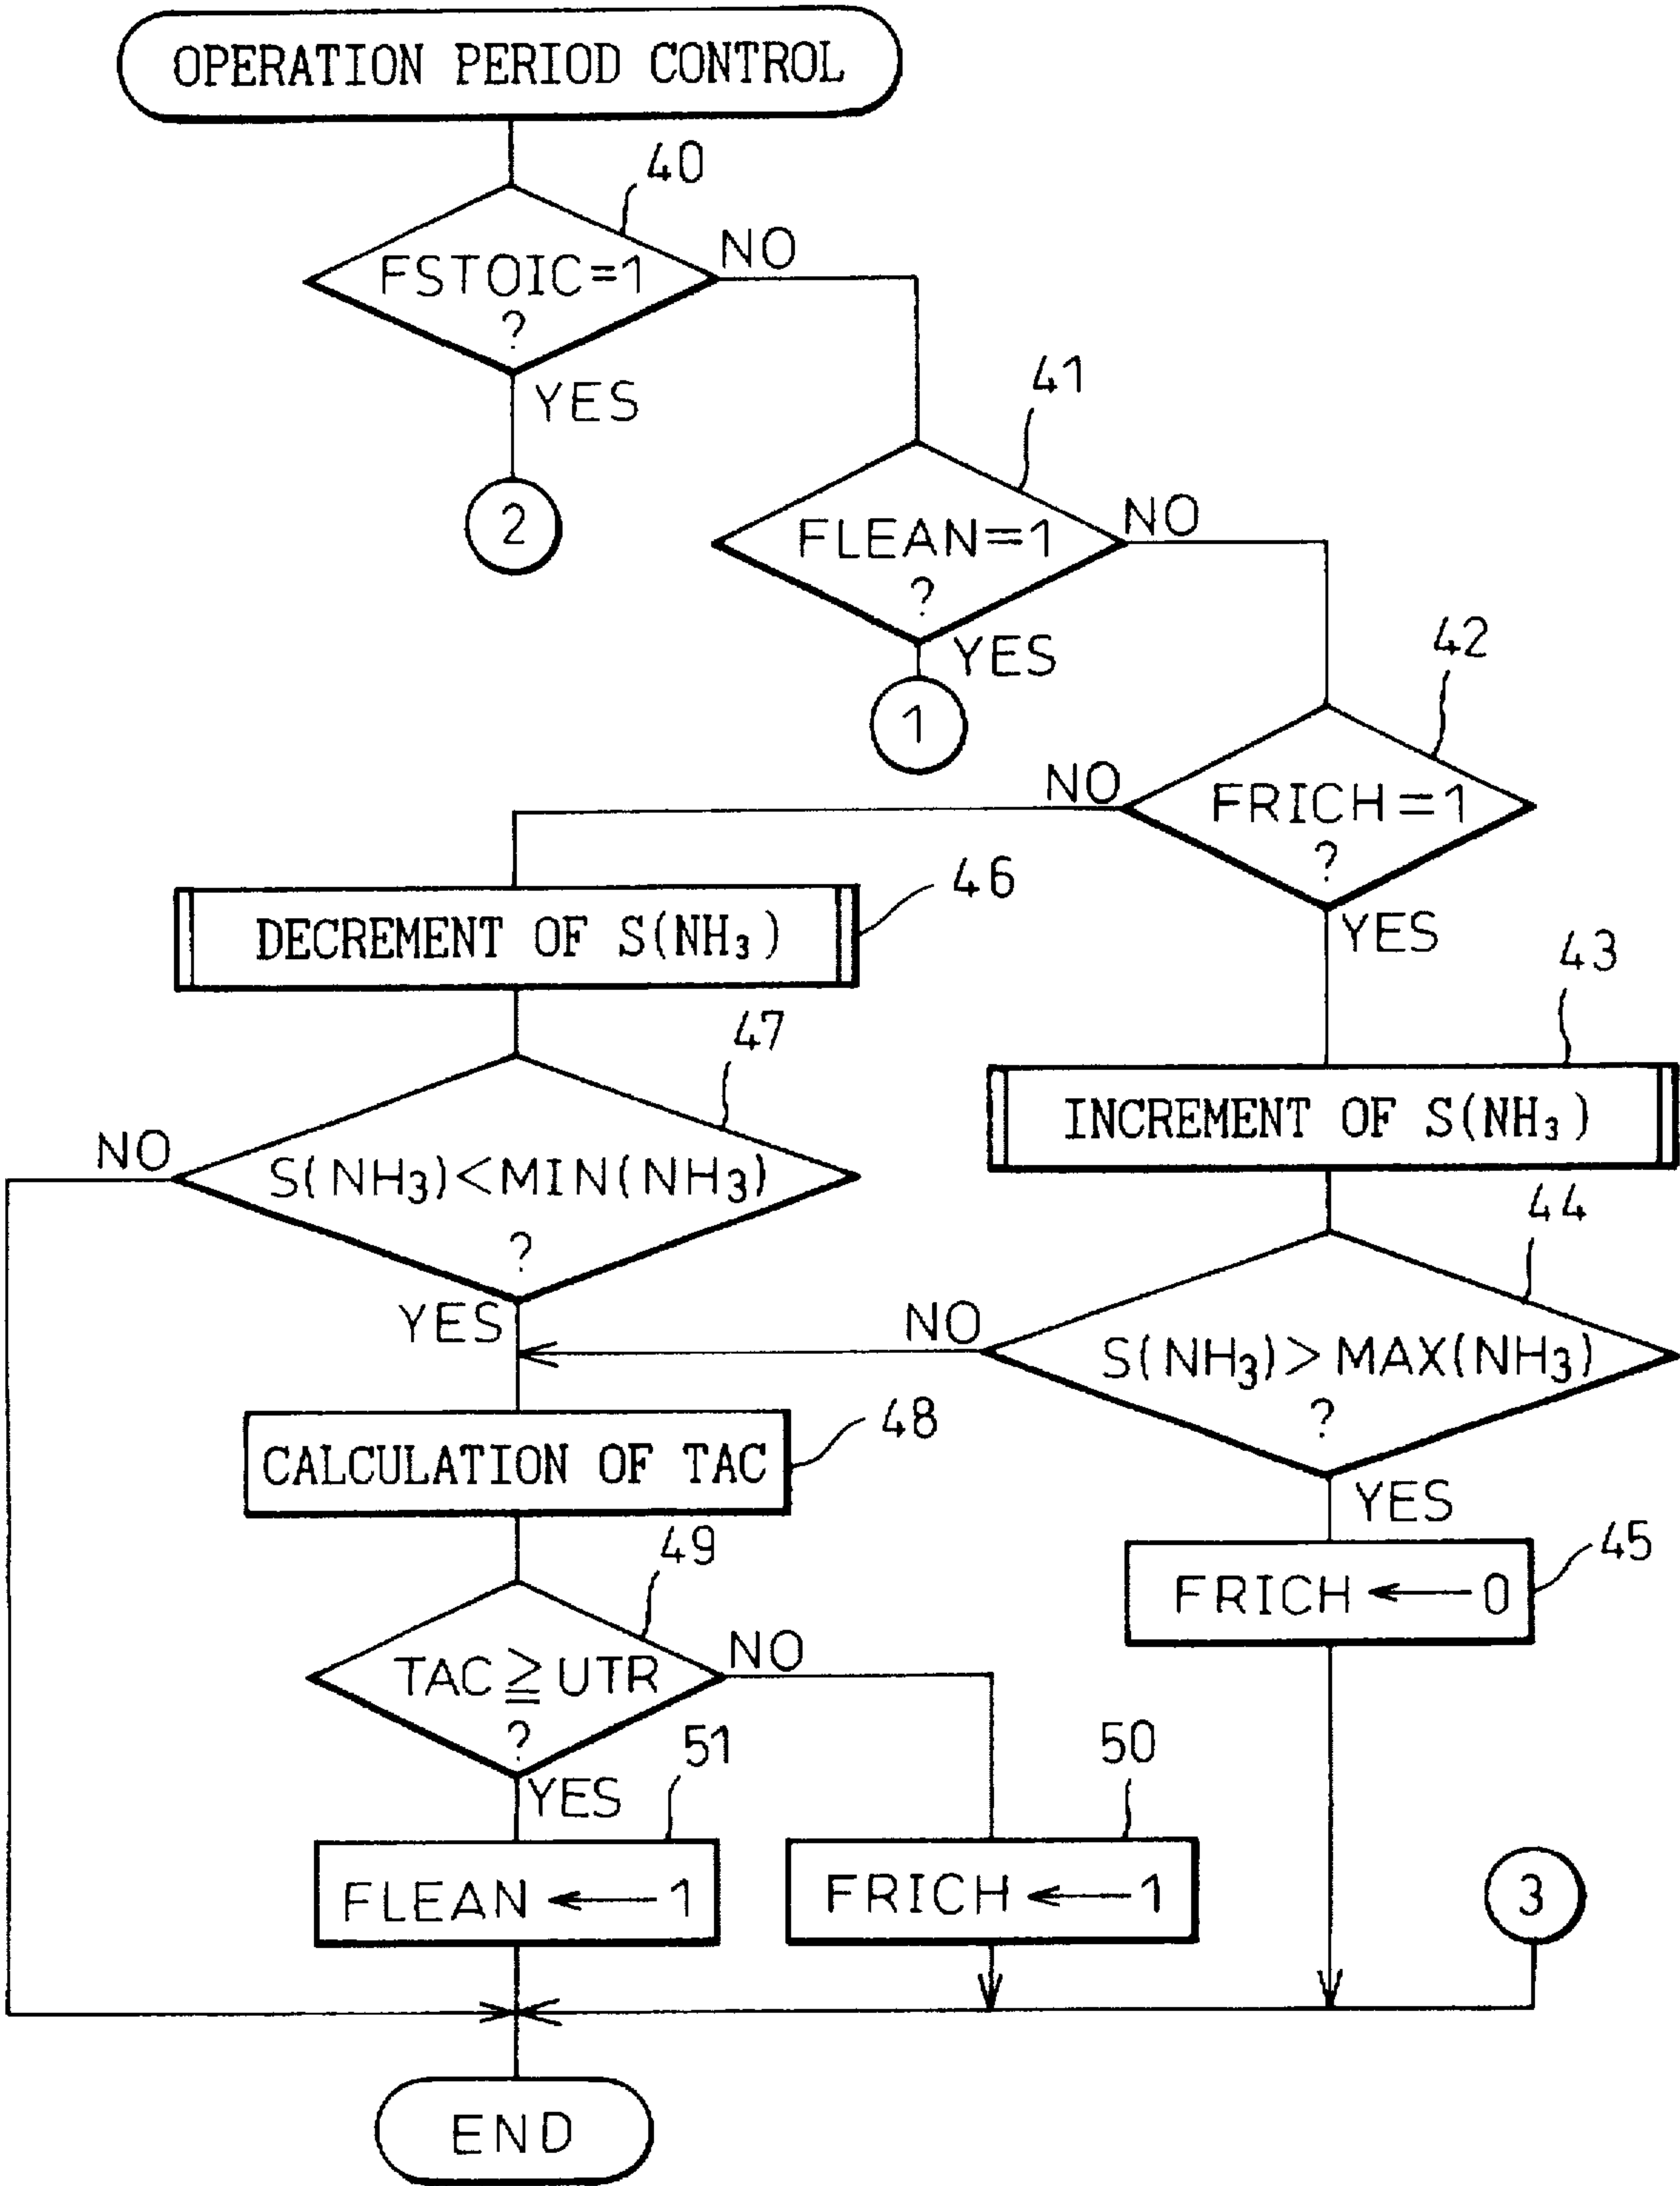 OPERATION PERIOD CONTROL
40
FSTOIC=1
?
NO
YES
2
41
FLEAN=1
?
NO
YES
1
42
FRICH=1
?
NO
YES
46
DECREMENT OF S(NH₃)
43
INCREMENT OF S(NH₃)
47
S(NH₃)<MIN(NH₃)
?
NO
YES
44
S(NH₃)>MAX(NH₃)
?
NO
YES
48
CALCULATION OF TAC
45
FRICH ← 0
49
TAC ≧ UTR
?
NO
YES
51
FLEAN ← 1
50
FRICH ← 1
3
END